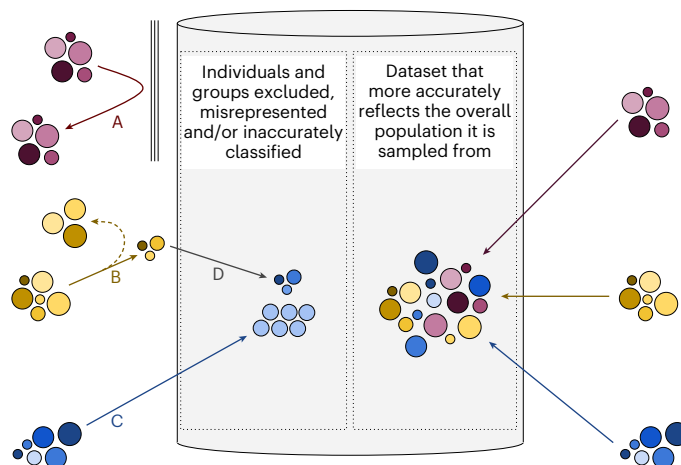 Individuals and
groups excluded,
misrepresented
and/or inaccurately
classified
Dataset that
more accurately
reflects the overall
population it is
sampled from
A
B
D
C